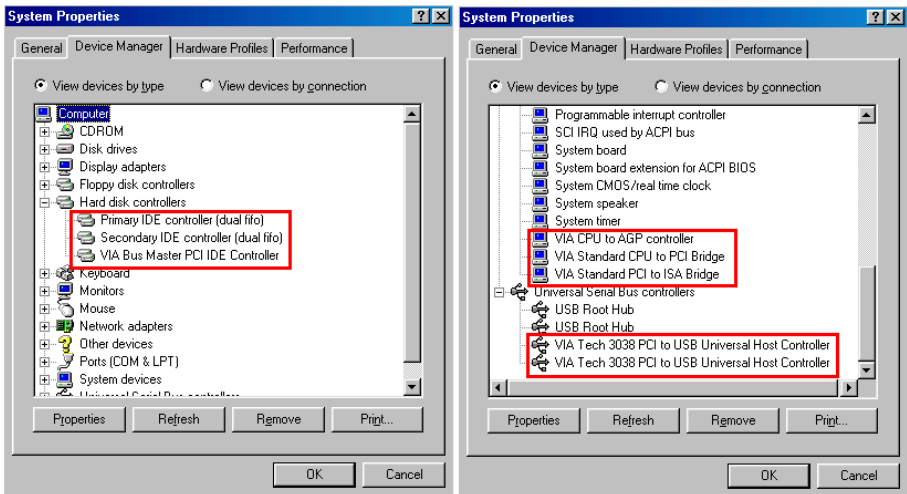 System Properties
General Device Manager Hardware Profiles Performance
View devices by type View devices by connection
Computer
CDROM
Disk drives
Display adapters
Floppy disk controllers
Hard disk controllers
Primary IDE controller (dual fifo)
Secondary IDE controller (dual fifo)
VIA Bus Master PCI IDE Controller
Keyboard
Monitors
Mouse
Network adapters
Other devices
Ports (COM & LPT)
System devices
Universal Serial Bus controllers
Properties Refresh Remove Print...
OK Cancel
System Properties
General Device Manager Hardware Profiles Performance
View devices by type View devices by connection
Programmable interrupt controller
SCI IRQ used by ACPI bus
System board
System board extension for ACPI BIOS
System CMOS/real time clock
System speaker
System timer
VIA CPU to AGP controller
VIA Standard CPU to PCI Bridge
VIA Standard PCI to ISA Bridge
Universal Serial Bus controllers
USB Root Hub
USB Root Hub
VIA Tech 3038 PCI to USB Universal Host Controller
VIA Tech 3038 PCI to USB Universal Host Controller
Properties Refresh Remove Print...
OK Cancel